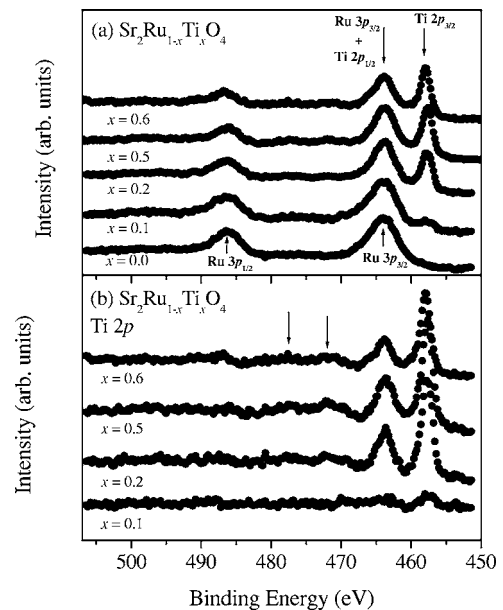 (a) Sr₂Ru₁₋ₓTiₓO₄
Ru 3p₃/₂
+
Ti 2p₁/₂
Ti 2p₃/₂
x = 0.6
x = 0.5
x = 0.2
x = 0.1
x = 0.0
Ru 3p₁/₂
Ru 3p₃/₂
Intensity (arb. units)
(b) Sr₂Ru₁₋ₓTiₓO₄
Ti 2p
x = 0.6
x = 0.5
x = 0.2
x = 0.1
Intensity (arb. units)
500 490 480 470 460 450
Binding Energy (eV)